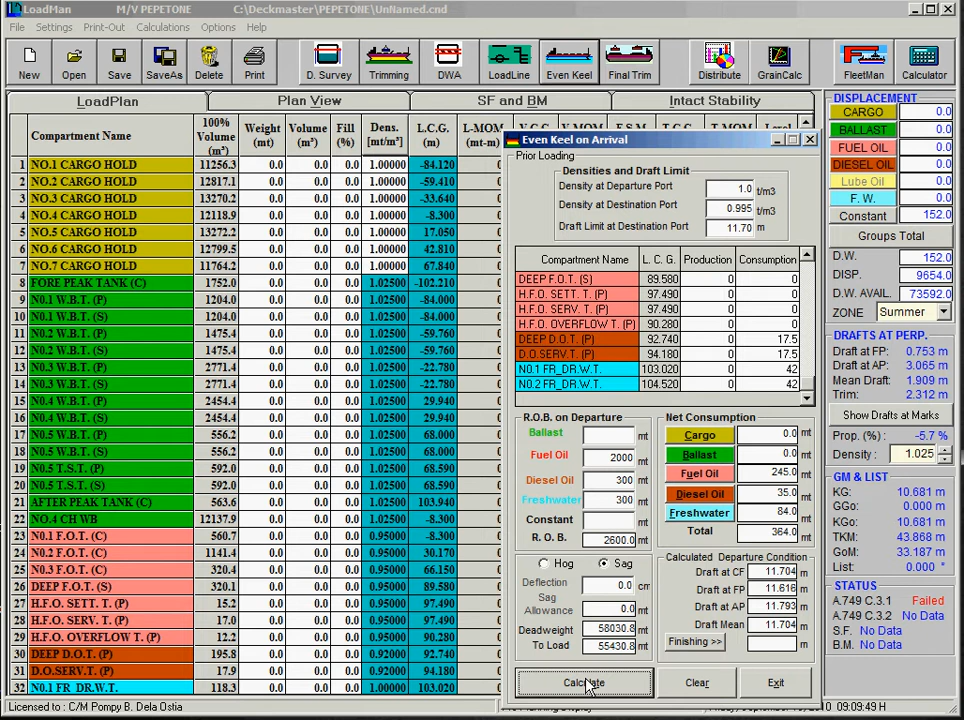 LoadMan M/V PEPETONE C:\Deckmaster\PEPETONE\UnNamed.cnd
File Settings Print-Out Calculations Options Help
New Open Save SaveAs Delete Print D. Survey Trimming DWA LoadLine Even Keel Final Trim Distribute GrainCalc FleetMan Calculator
LoadPlan Plan View SF and BM Intact Stability
Compartment Name 100% Volume (m³) Weight (mt) Volume (m³) Fill (%) Dens. [mt/m³] L.C.G. (m) L-MOM (mt-m)
1 NO.1 CARGO HOLD 11256.3 0.0 0.0 0.0 1.00000 -84.120
2 NO.2 CARGO HOLD 12817.1 0.0 0.0 0.0 1.00000 -59.410
3 NO.3 CARGO HOLD 13270.2 0.0 0.0 0.0 1.00000 -33.640
4 NO.4 CARGO HOLD 12118.9 0.0 0.0 0.0 1.00000 -8.300
5 NO.5 CARGO HOLD 13272.2 0.0 0.0 0.0 1.00000 17.050
6 NO.6 CARGO HOLD 12799.5 0.0 0.0 0.0 1.00000 42.810
7 NO.7 CARGO HOLD 11764.2 0.0 0.0 0.0 1.00000 67.840
8 FORE PEAK TANK (C) 1752.0 0.0 0.0 0.0 1.02500 -102.210
9 N0.1 W.B.T. (P) 1204.0 0.0 0.0 0.0 1.02500 -84.000
10 N0.1 W.B.T. (S) 1204.0 0.0 0.0 0.0 1.02500 -84.000
11 N0.2 W.B.T. (P) 1475.4 0.0 0.0 0.0 1.02500 -59.760
12 N0.2 W.B.T. (S) 1475.4 0.0 0.0 0.0 1.02500 -59.760
13 N0.3 W.B.T. (P) 2771.4 0.0 0.0 0.0 1.02500 -22.780
14 N0.3 W.B.T. (S) 2771.4 0.0 0.0 0.0 1.02500 -22.780
15 N0.4 W.B.T. (P) 2454.4 0.0 0.0 0.0 1.02500 29.940
16 N0.4 W.B.T. (S) 2454.4 0.0 0.0 0.0 1.02500 29.940
17 N0.5 W.B.T. (P) 556.2 0.0 0.0 0.0 1.02500 68.000
18 N0.5 W.B.T. (S) 556.2 0.0 0.0 0.0 1.02500 68.000
19 N0.5 T.S.T. (P) 592.0 0.0 0.0 0.0 1.02500 68.590
20 N0.5 T.S.T. (S) 592.0 0.0 0.0 0.0 1.02500 68.590
21 AFTER PEAK TANK (C) 563.6 0.0 0.0 0.0 1.02500 103.940
22 NO.4 CH WB 12137.9 0.0 0.0 0.0 1.02500 -8.300
23 N0.1 F.O.T. (C) 560.7 0.0 0.0 0.0 0.95000 -9.080
24 N0.2 F.O.T. (C) 1141.4 0.0 0.0 0.0 0.95000 30.170
25 N0.3 F.O.T. (C) 320.4 0.0 0.0 0.0 0.95000 66.150
26 DEEP F.O.T. (S) 320.1 0.0 0.0 0.0 0.95000 89.580
27 H.F.O. SETT. T. (P) 15.2 0.0 0.0 0.0 0.95000 97.490
28 H.F.O. SERV. T. (P) 17.0 0.0 0.0 0.0 0.95000 97.490
29 H.F.O. OVERFLOW T. (P) 12.2 0.0 0.0 0.0 0.95000 90.280
30 DEEP D.O.T. (P) 195.8 0.0 0.0 0.0 0.92000 92.740
31 D.O.SERV.T. (P) 17.9 0.0 0.0 0.0 0.92000 94.180
32 N0.1 FR_DR.W.T. 118.3 0.0 0.0 0.0 1.00000 103.020
Even Keel on Arrival
Prior Loading
Densities and Draft Limit
Density at Departure Port 1.0 t/m3
Density at Destination Port 0.995 t/m3
Draft Limit at Destination Port 11.70 m
Compartment Name L. C. G. Production Consumption
DEEP F.O.T. (S) 89.580 0 0
H.F.O. SETT. T. (P) 97.490 0 0
H.F.O. SERV. T. (P) 97.490 0 0
H.F.O. OVERFLOW T. (P) 90.280 0 0
DEEP D.O.T. (P) 92.740 0 17.5
D.O.SERV.T. (P) 94.180 0 17.5
N0.1 FR_DR.W.T. 103.020 0 42
N0.2 FR_DR.W.T. 104.520 0 42
R.O.B. on Departure
Ballast mt
Fuel Oil 2000 mt
Diesel Oil 300 mt
Freshwater 300 mt
Constant mt
R. O. B. 2600.0 mt
Net Consumption
Cargo 0.0 mt
Ballast 0.0 mt
Fuel Oil 245.0 mt
Diesel Oil 35.0 mt
Freshwater 84.0 mt
Total 364.0 mt
Hog Sag
Deflection 0.0 cm
Sag Allowance 0.0 mt
Deadweight 58030.8 mt
To Load 55430.8 mt
Calculated Departure Condition
Draft at CF 11.704 m
Draft at FP 11.616 m
Draft at AP 11.793 m
Draft Mean 11.704 m
Finishing >> m
Calculate Clear Exit
DISPLACEMENT
CARGO 0.0
BALLAST 0.0
FUEL OIL 0.0
DIESEL OIL 0.0
Lube Oil 0.0
F. W. 0.0
Constant 152.0
Groups Total
D.W. 152.0
DISP. 9654.0
D.W. AVAIL. 73592.0
ZONE Summer
DRAFTS AT PERP.
Draft at FP: 0.753 m
Draft at AP: 3.065 m
Mean Draft: 1.909 m
Trim: 2.312 m
Show Drafts at Marks
Prop. (%) : -5.7 %
Density : 1.025
GM & LIST
KG: 10.681 m
GGo: 0.000 m
KGo: 10.681 m
TKM: 43.868 m
GoM: 33.187 m
List: 0.000 °
STATUS
A.749 C.3.1 Failed
A.749 C.3.2 No Data
S.F. No Data
B.M. No Data
Licensed to : C/M Pompy B. Dela Ostia 2010 09:09:49 H